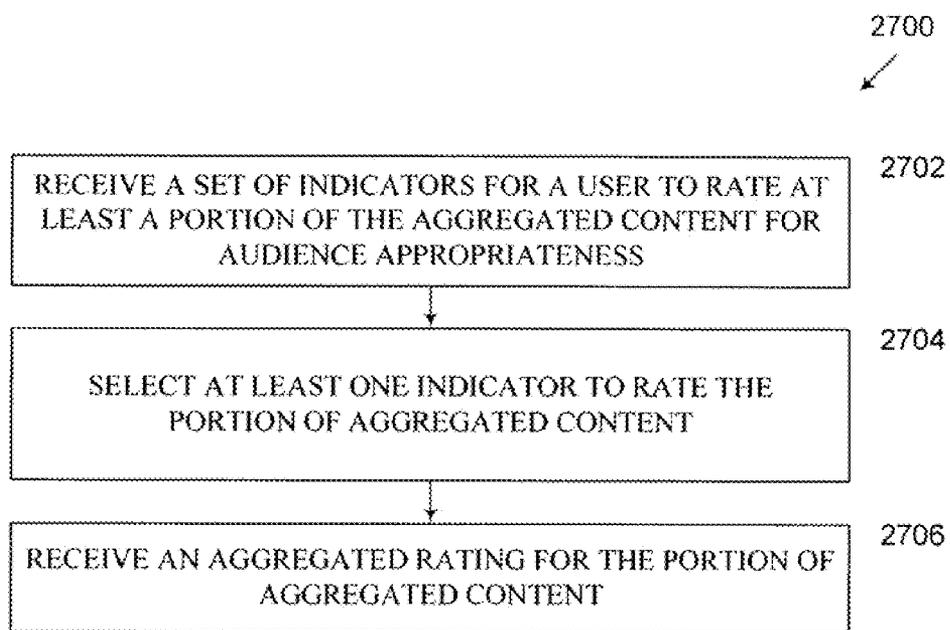 2700
2702
RECEIVE A SET OF INDICATORS FOR A USER TO RATE AT
LEAST A PORTION OF THE AGGREGATED CONTENT FOR
AUDIENCE APPROPRIATENESS
2704
SELECT AT LEAST ONE INDICATOR TO RATE THE
PORTION OF AGGREGATED CONTENT
2706
RECEIVE AN AGGREGATED RATING FOR THE PORTION OF
AGGREGATED CONTENT